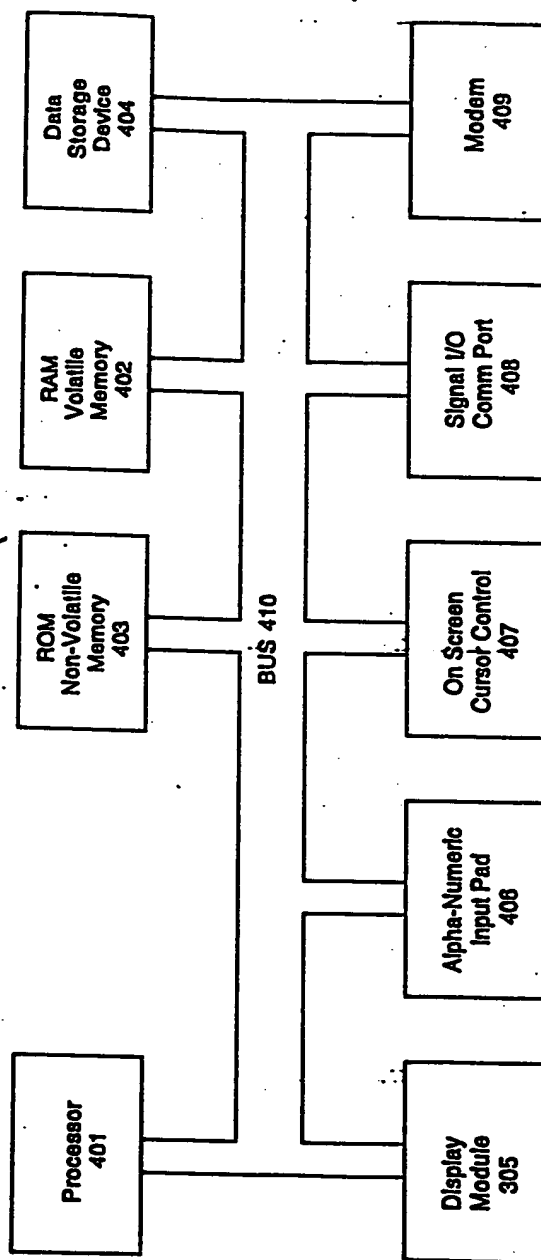 Processor
401
ROM
Non-Volatile
Memory
403
RAM
Volatile
Memory
402
Data
Storage
Device
404
BUS 410
Display
Module
305
Alpha-Numeric
Input Pad
406
On Screen
Cursor Control
407
Signal I/O
Comm Port
408
Modem
409